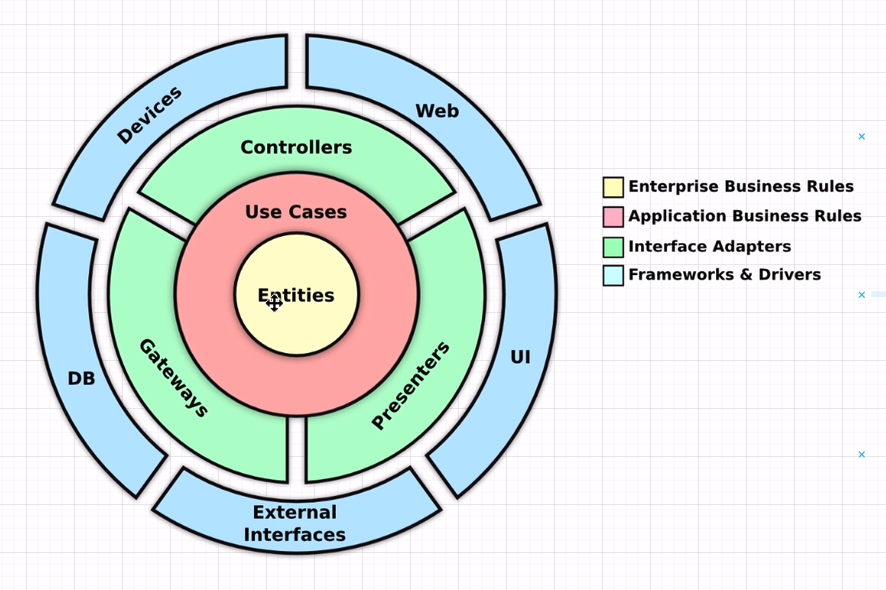 Devices
Web
Controllers
Use Cases
Entities
Gateways
Presenters
DB
UI
External
Interfaces
Enterprise Business Rules
Application Business Rules
Interface Adapters
Frameworks & Drivers